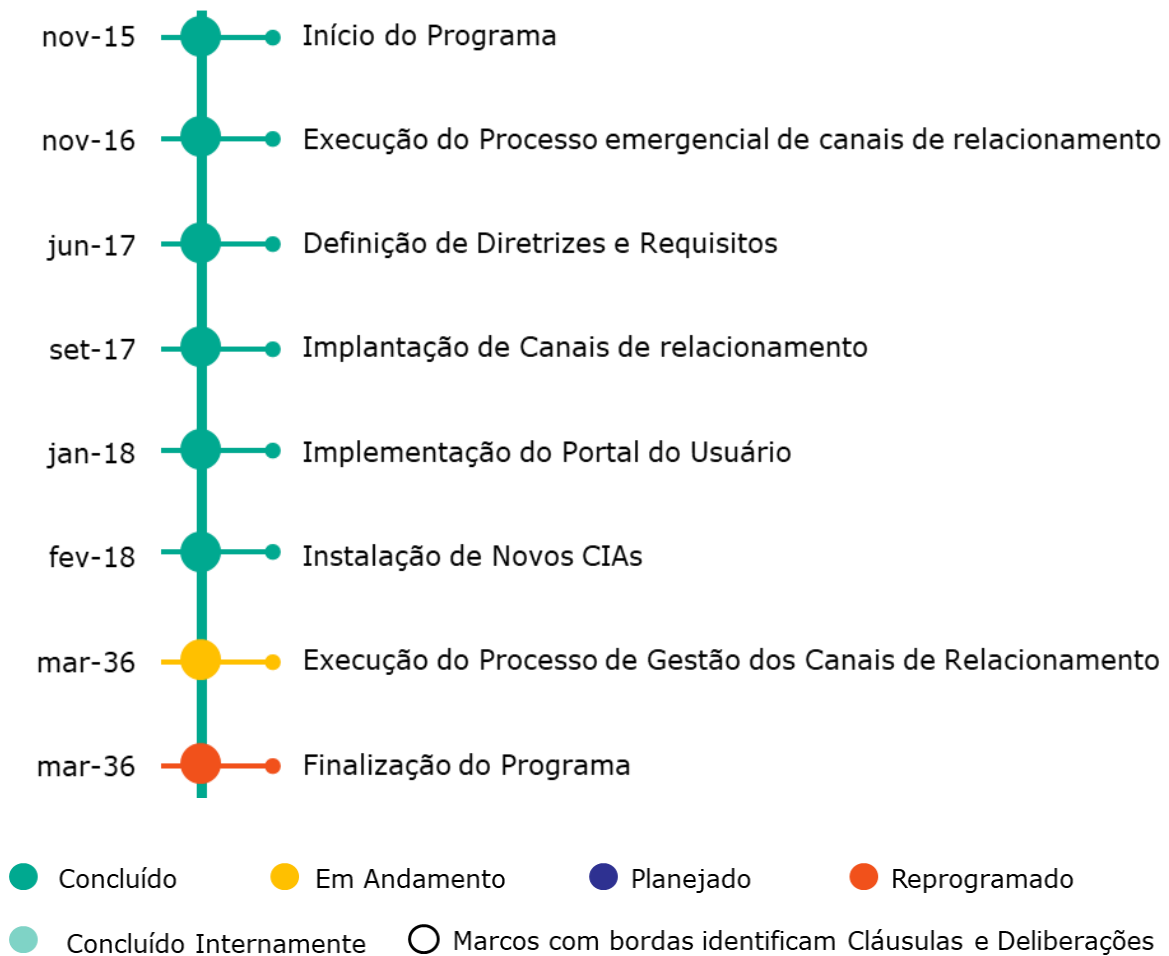 nov-15 Início do Programa
nov-16 Execução do Processo emergencial de canais de relacionamento
jun-17 Definição de Diretrizes e Requisitos
set-17 Implantação de Canais de relacionamento
jan-18 Implementação do Portal do Usuário
fev-18 Instalação de Novos CIAs
mar-36 Execução do Processo de Gestão dos Canais de Relacionamento
mar-36 Finalização do Programa
Concluído Em Andamento Planejado Reprogramado
Concluído Internamente Marcos com bordas identificam Cláusulas e Deliberações